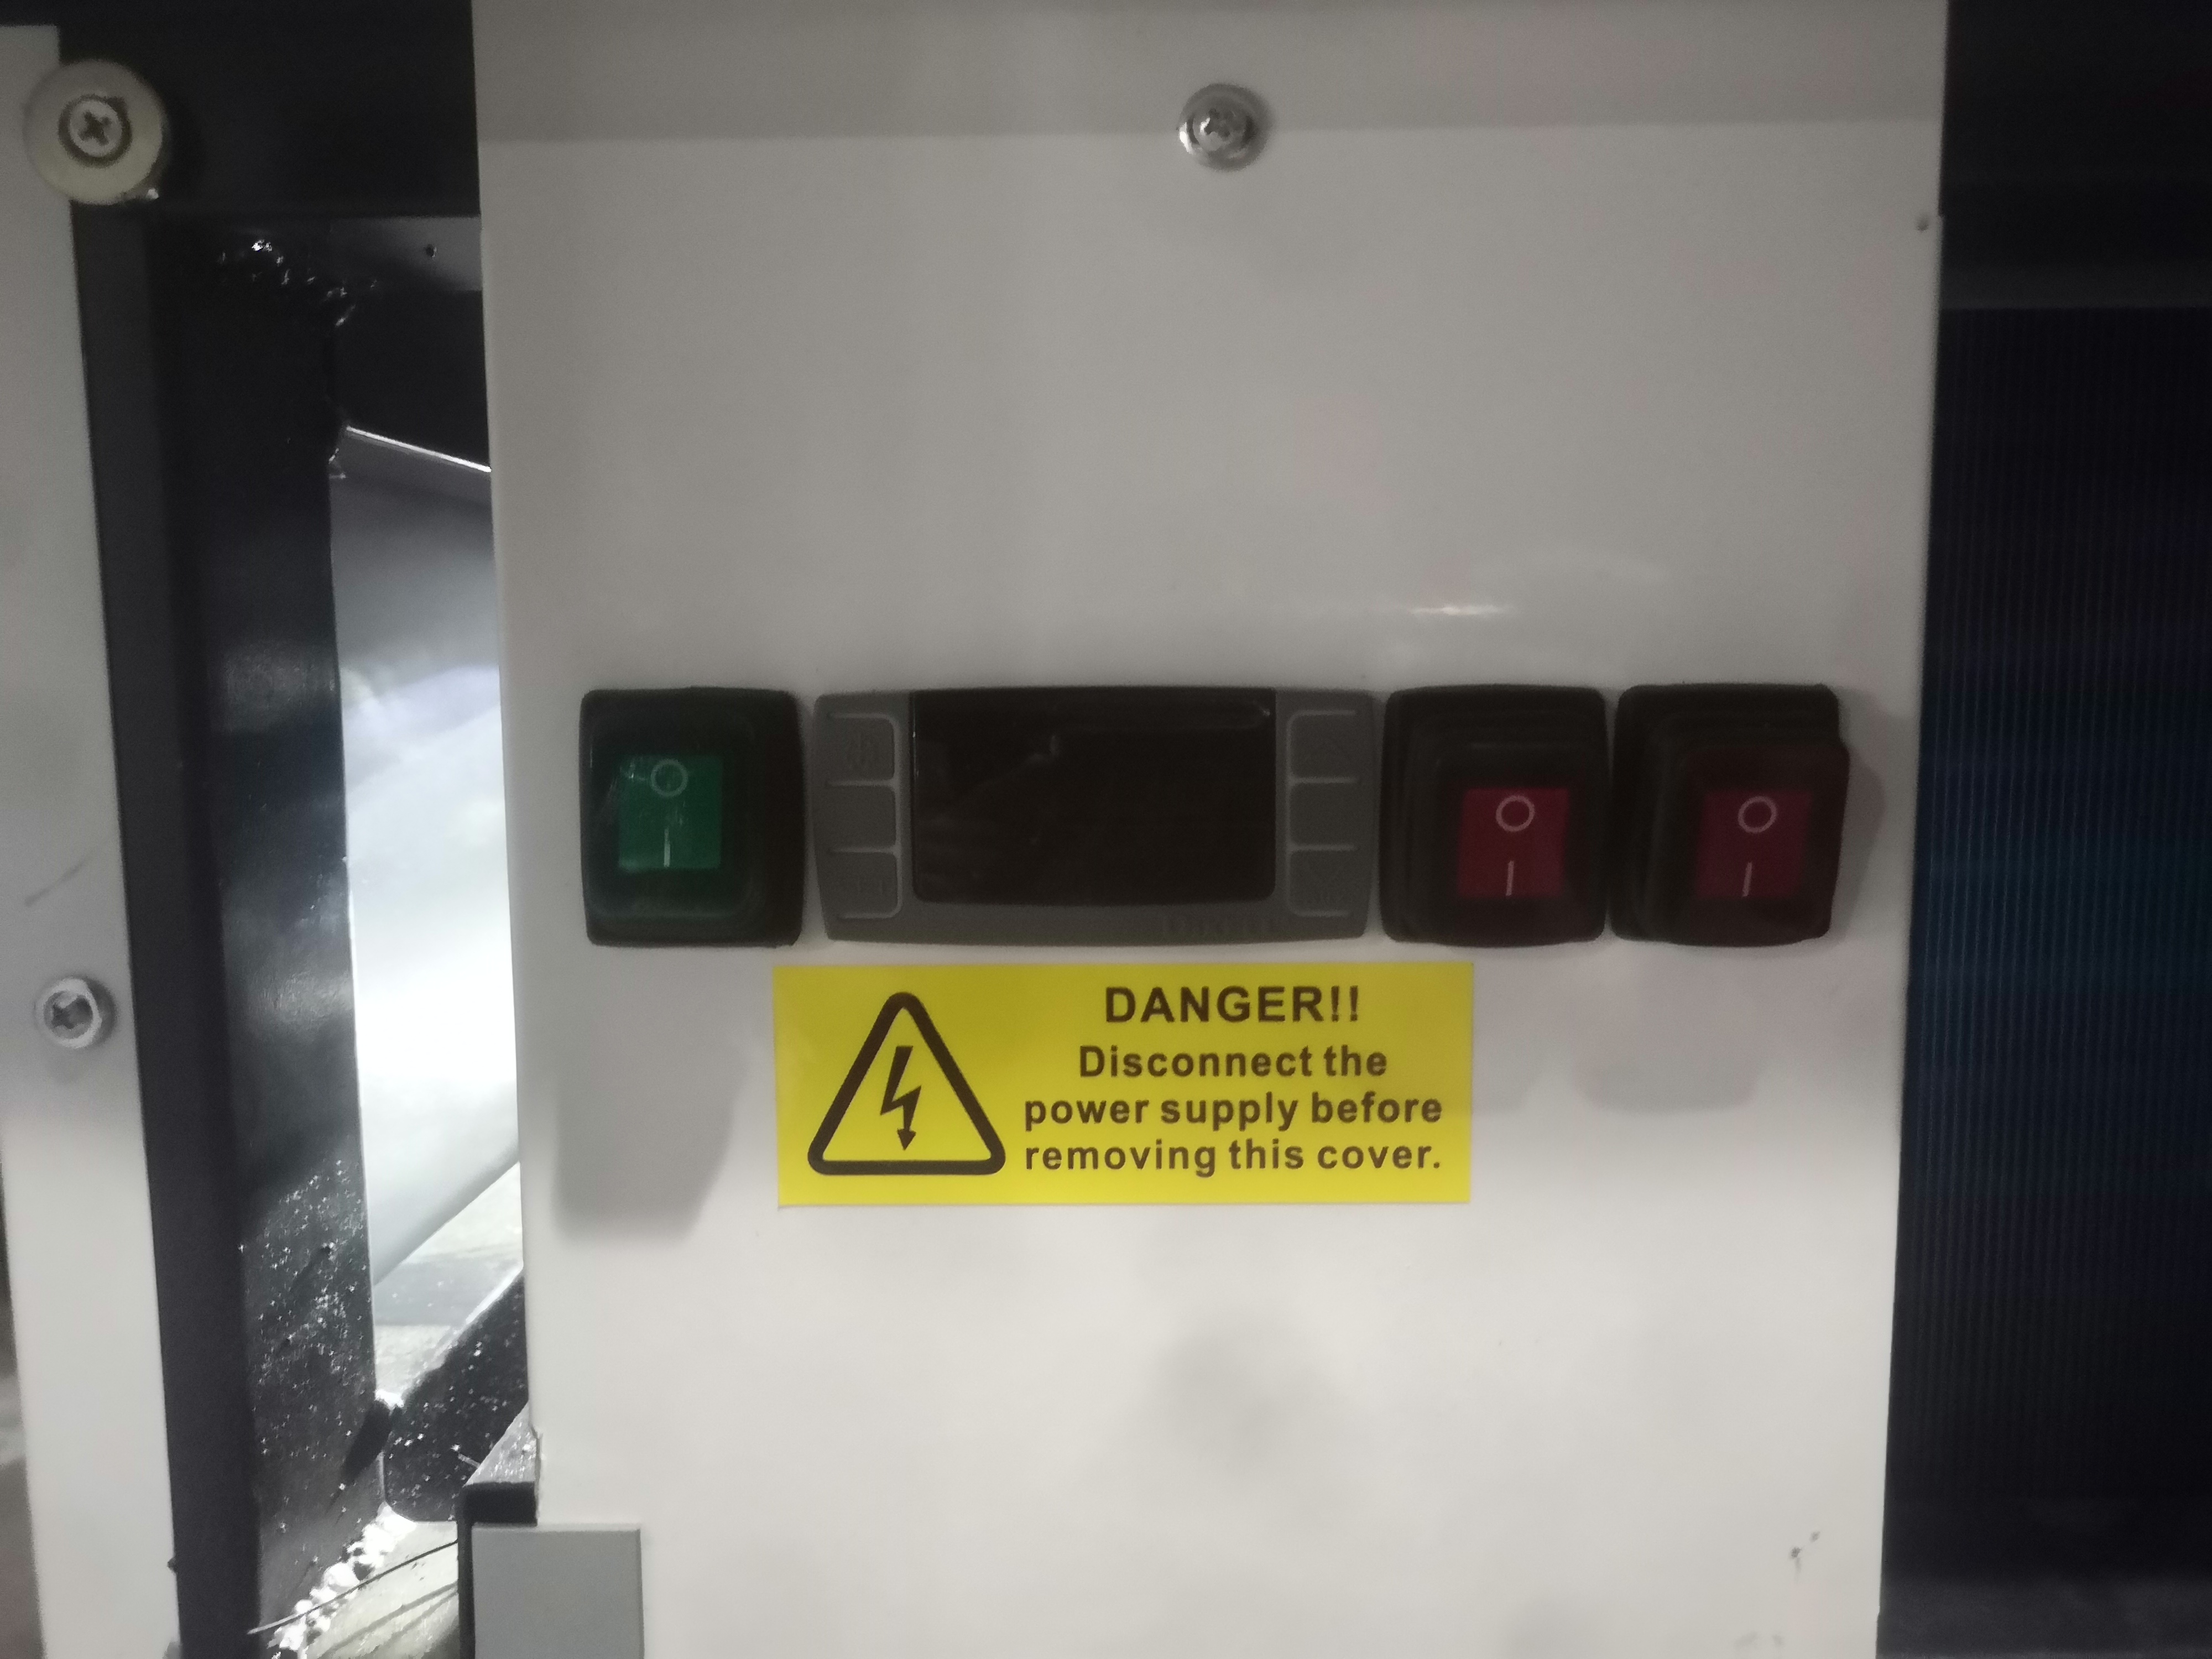 DANGER!!
Disconnect the
power supply before
removing this cover.